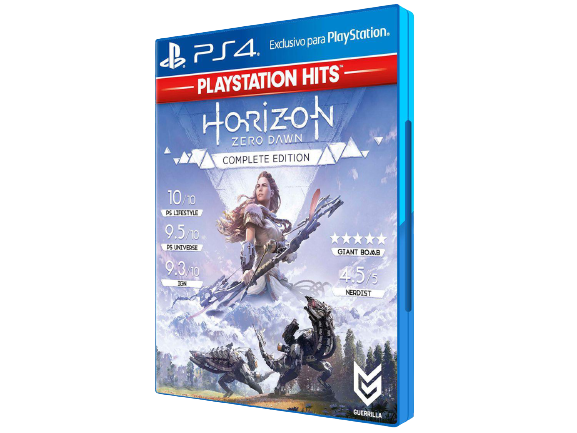 PS4
Exclusivo para PlayStation
PLAYSTATION HITS
HORIZON
ZERO DAWN
COMPLETE EDITION
10/10
PS LIFESTYLE
9.5/10
PS UNIVERSE
9.3/10
IGN
★★★★★
GIANT BOMB
4.5/5
NERDIST
GUERRILLA